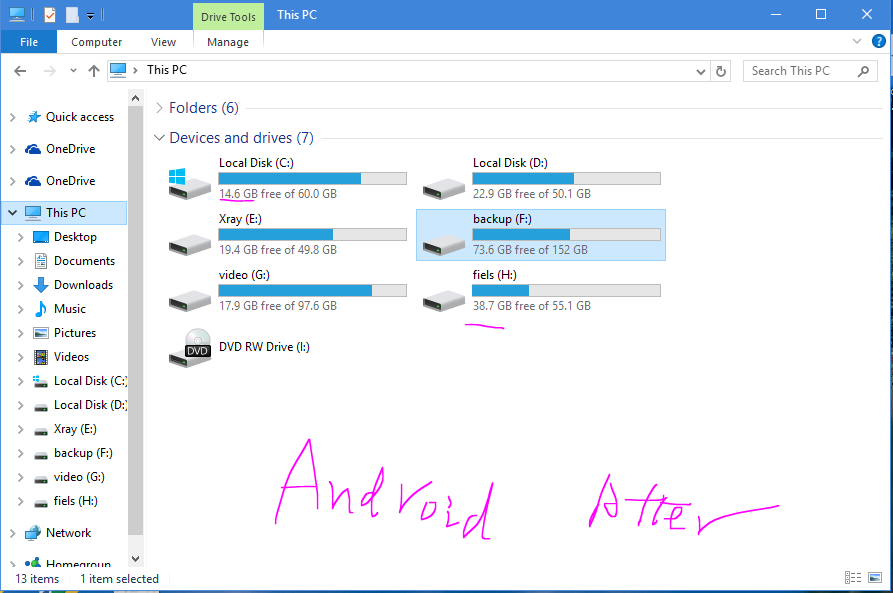 Drive Tools This PC
File Computer View Manage
This PC Search This PC
Quick access
OneDrive
OneDrive
This PC
Desktop
Documents
Downloads
Music
Pictures
Videos
Local Disk (C:)
Local Disk (D:)
Xray (E:)
backup (F:)
video (G:)
fiels (H:)
Network
Homegroup
Folders (6)
Devices and drives (7)
Local Disk (C:)
14.6 GB free of 60.0 GB
Local Disk (D:)
22.9 GB free of 50.1 GB
Xray (E:)
19.4 GB free of 49.8 GB
backup (F:)
73.6 GB free of 152 GB
video (G:)
17.9 GB free of 97.6 GB
fiels (H:)
38.7 GB free of 55.1 GB
DVD
DVD RW Drive (I:)
Android
13 items 1 item selected